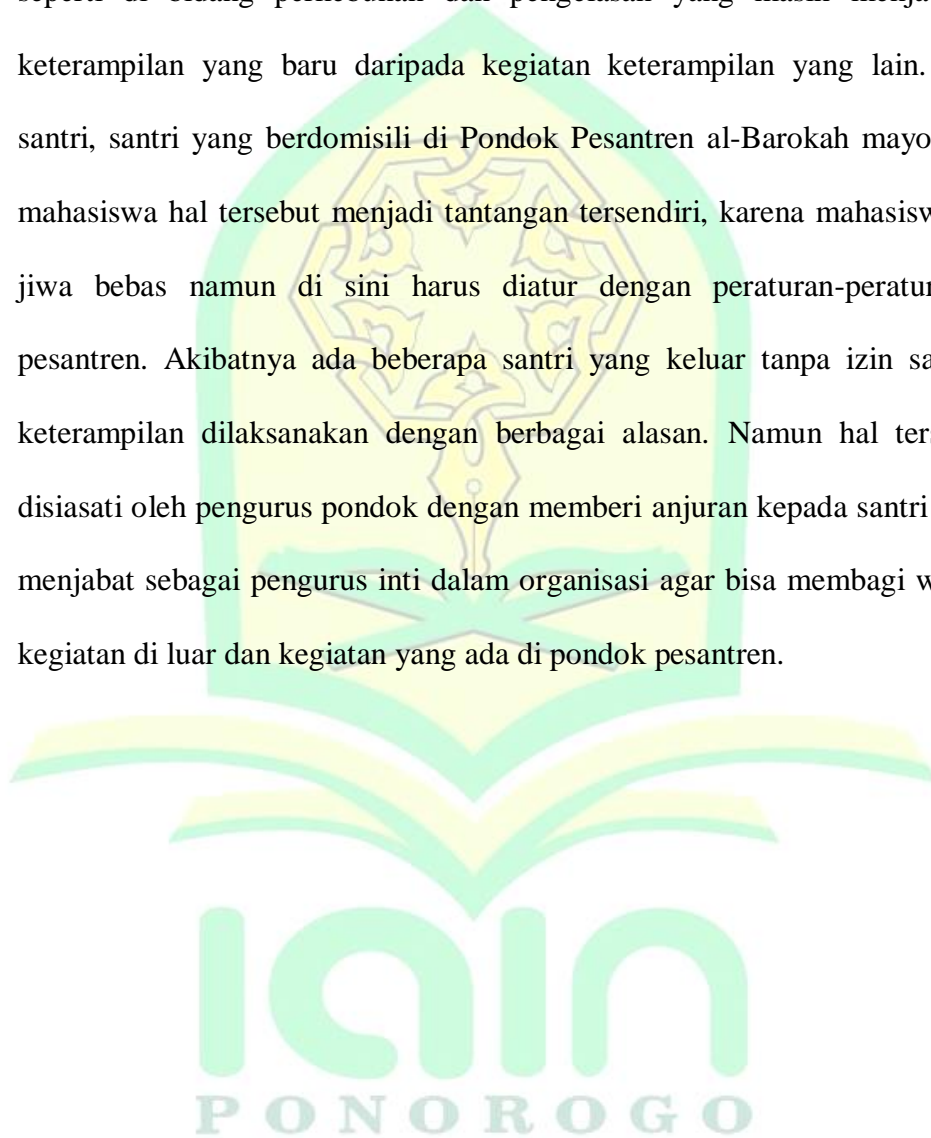 keterampilan yang baru daripada kegiatan keterampilan yang lain.
santri, santri yang berdomisili di Pondok Pesantren al-Barokah mayo
mahasiswa hal tersebut menjadi tantangan tersendiri, karena mahasisw
jiwa bebas namun di sini harus diatur dengan peraturan-peratur
pesantren. Akibatnya ada beberapa santri yang keluar tanpa izin sa
keterampilan dilaksanakan dengan berbagai alasan. Namun hal ters
disiasati oleh pengurus pondok dengan memberi anjuran kepada santri
menjabat sebagai pengurus inti dalam organisasi agar bisa membagi w
kegiatan di luar dan kegiatan yang ada di pondok pesantren.
iain
PONOROGO